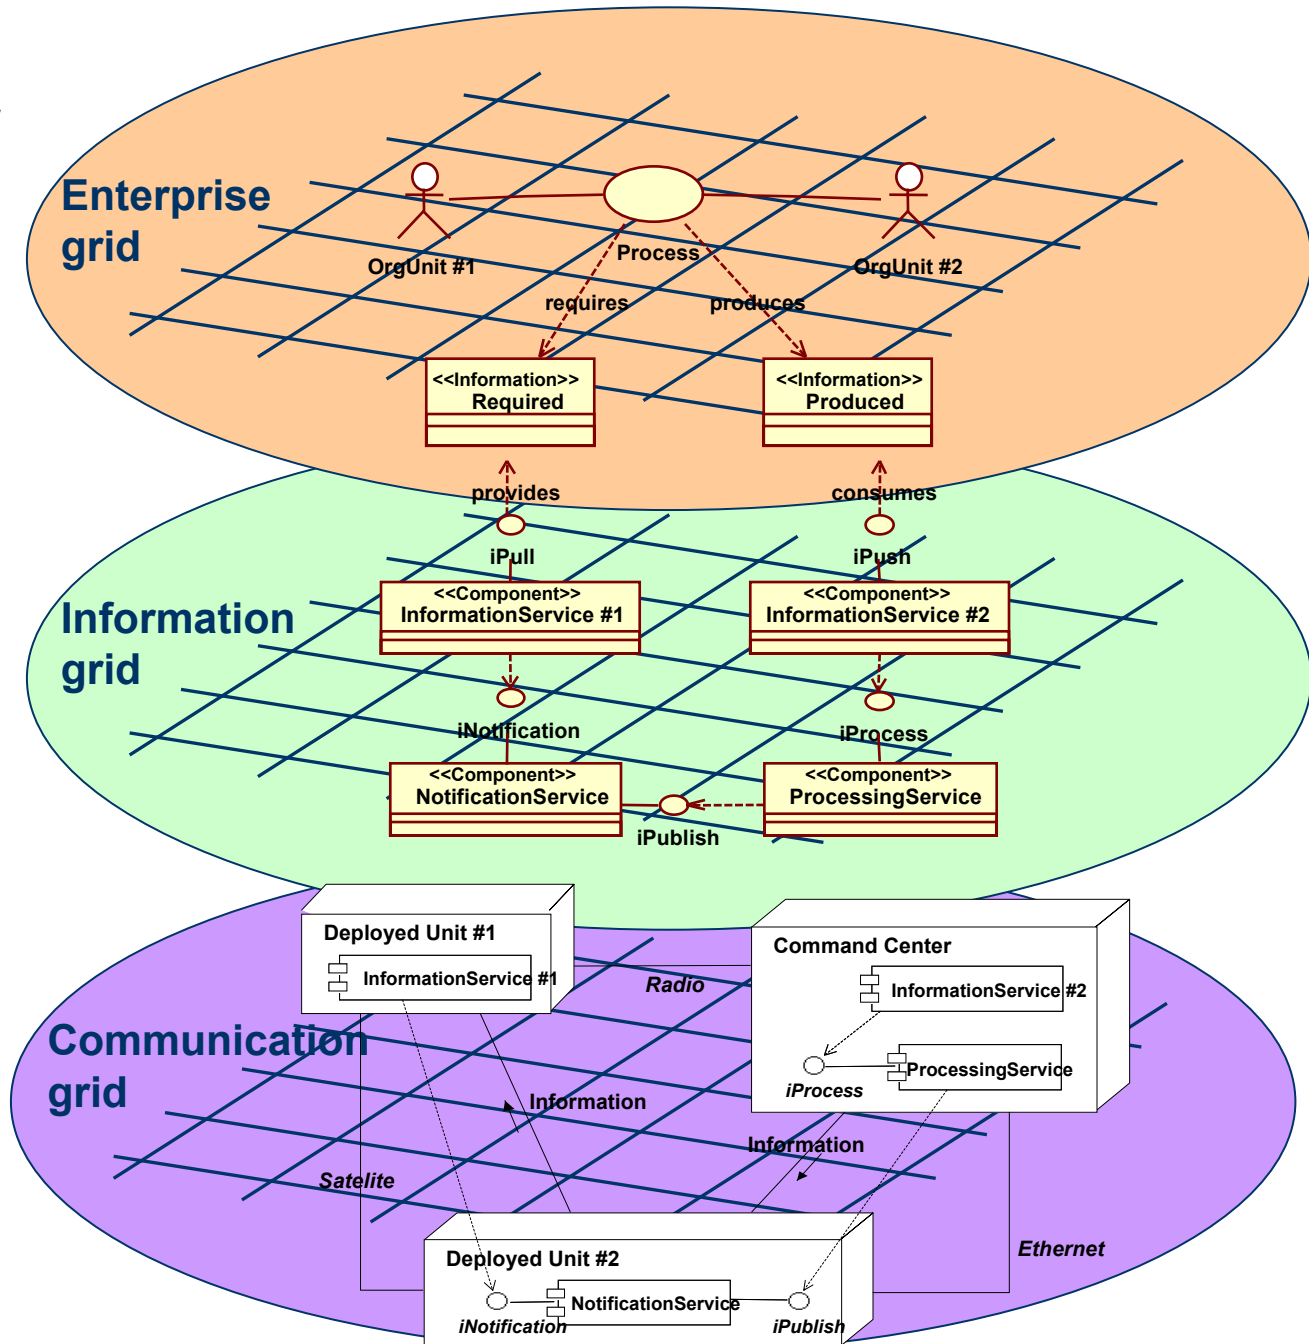 Enterprise
grid
OrgUnit #1
Process
OrgUnit #2
requires
produces
<<Information>>
Required
<<Information>>
Produced
provides
consumes
iPull
iPush
Information
grid
<<Component>>
InformationService #1
<<Component>>
InformationService #2
iNotification
iProcess
<<Component>>
NotificationService
<<Component>>
ProcessingService
iPublish
Deployed Unit #1
InformationService #1
Radio
Command Center
InformationService #2
ProcessingService
iProcess
Communication
grid
Information
Information
Satelite
Ethernet
Deployed Unit #2
NotificationService
iNotification
iPublish